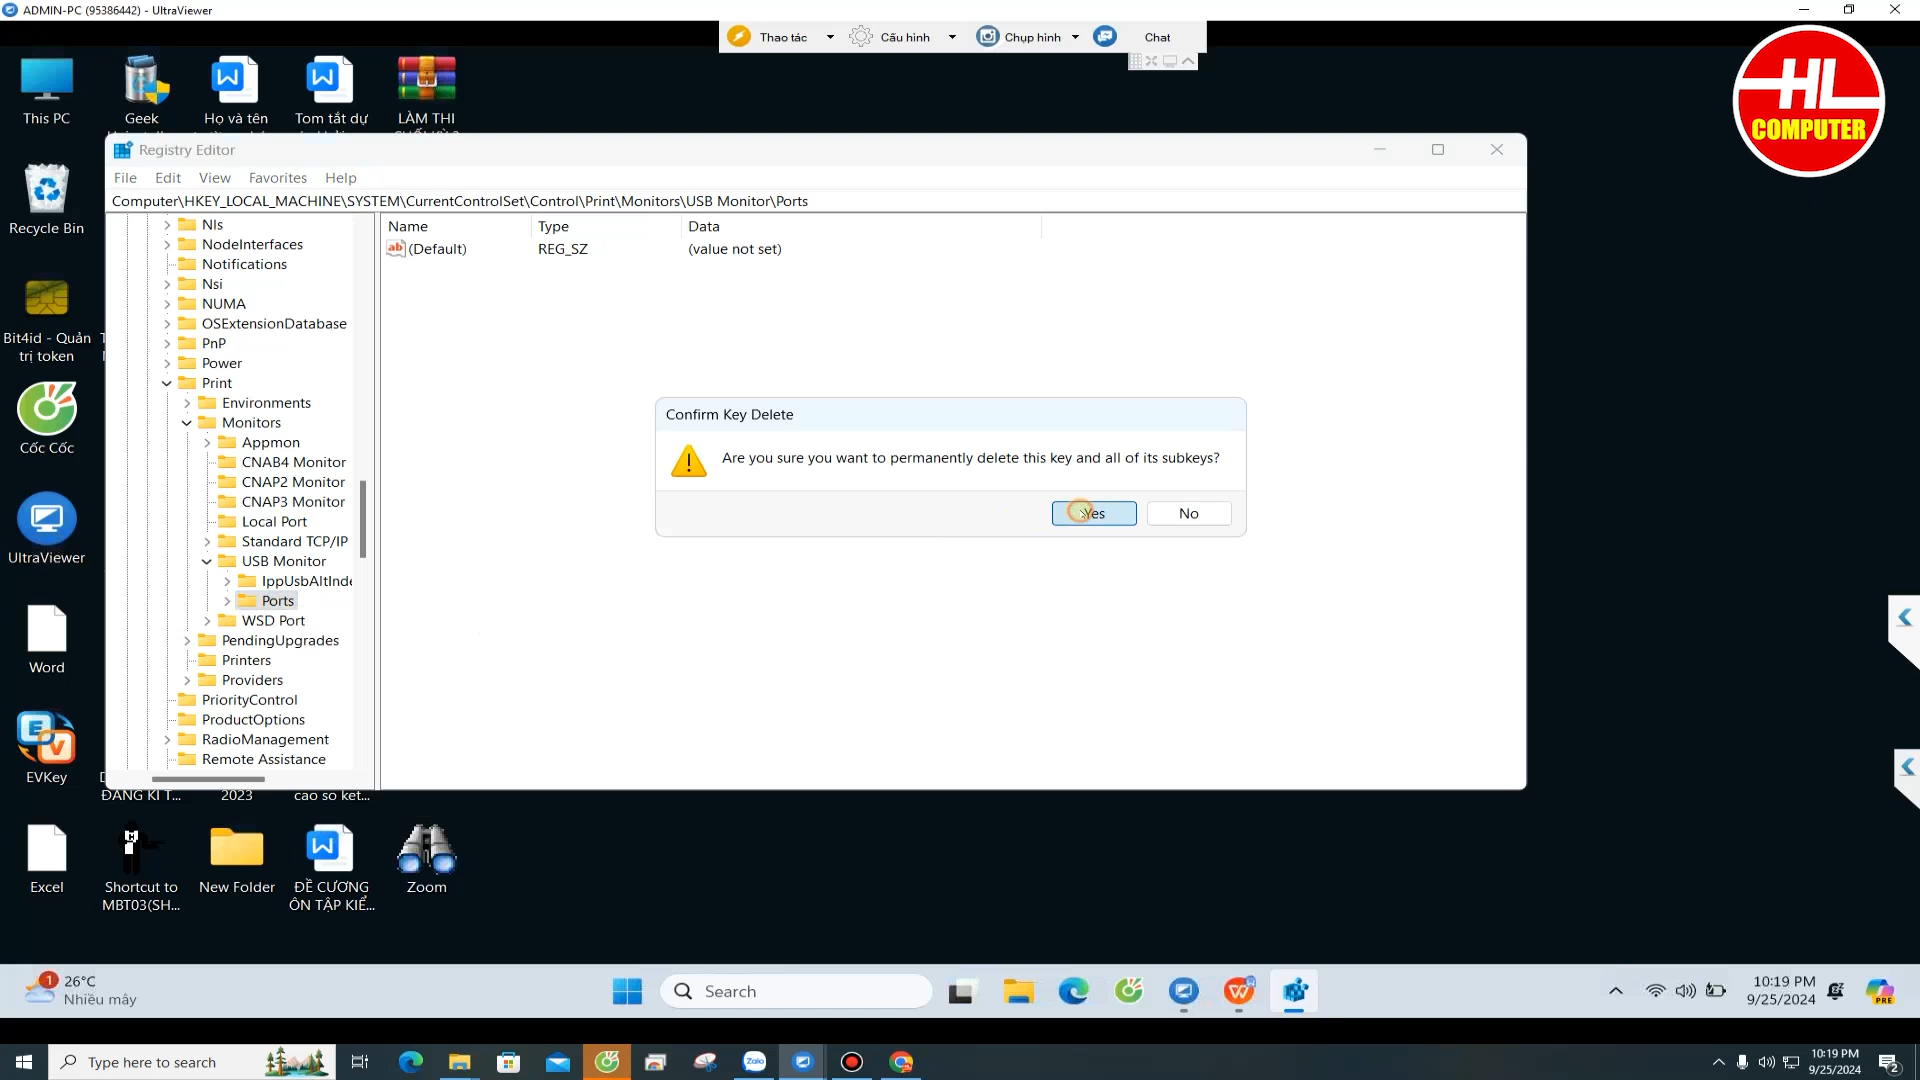 ADMIN-PC (95386442) - UltraViewer
Thao tác
Cấu hình
Chụp hình
Chat
HL
COMPUTER
This PC
Geek
Họ và tên
Tom tắt dự
LÀM THI
Registry Editor
File
Edit
View
Favorites
Help
Computer\HKEY_LOCAL_MACHINE\SYSTEM\CurrentControlSet\Control\Print\Monitors\USB Monitor\Ports
Name
Type
Data
(Default)
REG_SZ
(value not set)
Nls
NodeInterfaces
Notifications
Nsi
NUMA
OSExtensionDatabase
PnP
Power
Print
Environments
Monitors
Appmon
CNAB4 Monitor
CNAP2 Monitor
CNAP3 Monitor
Local Port
Standard TCP/IP
USB Monitor
IppUsbAltInde
Ports
WSD Port
PendingUpgrades
Printers
Providers
PriorityControl
ProductOptions
RadioManagement
Remote Assistance
Confirm Key Delete
Are you sure you want to permanently delete this key and all of its subkeys?
Yes
No
Recycle Bin
Bit4id - Quản
trị token
Cốc Cốc
UltraViewer
Word
EVKey
ĐANG KI T...
2023
cao so ket...
Excel
Shortcut to
MBT03(SH...
New Folder
ĐỀ CƯƠNG
ÔN TẬP KIỂ...
Zoom
1
26°C
Nhiều mây
Search
10:19 PM
9/25/2024
PRE
Type here to search
Zalo
10:19 PM
9/25/2024
2